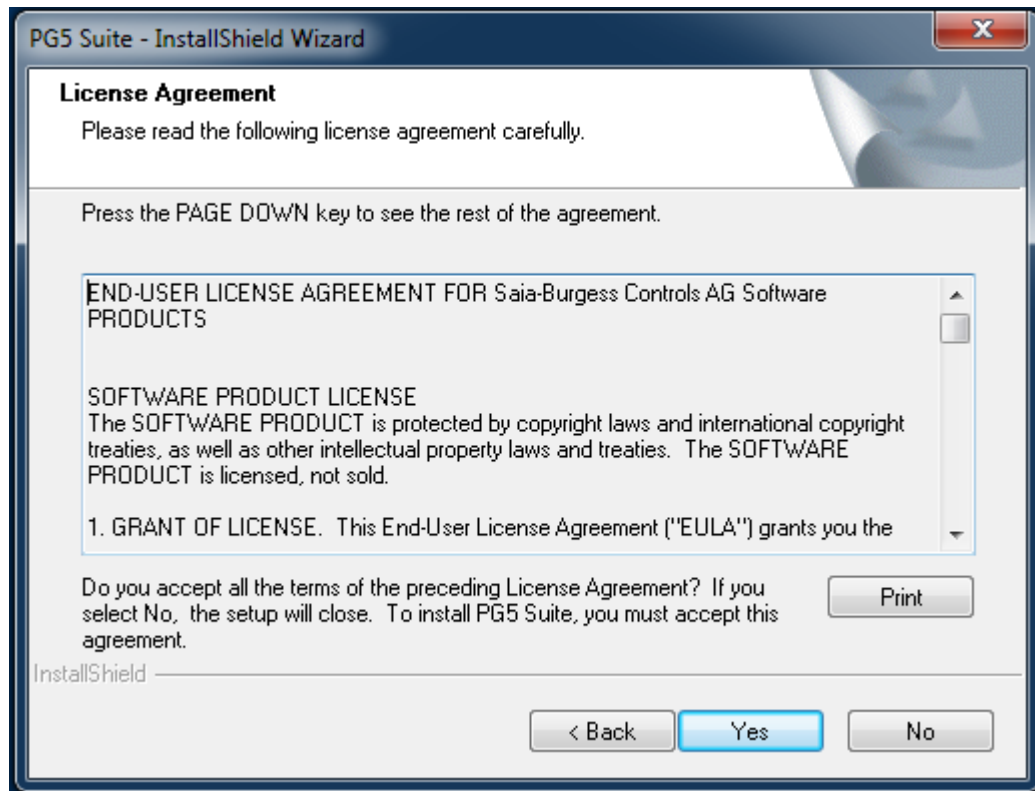 PG5 Suite - InstallShield Wizard
License Agreement
Please read the following license agreement carefully.
Press the PAGE DOWN key to see the rest of the agreement.
END-USER LICENSE AGREEMENT FOR Saia-Burgess Controls AG Software
PRODUCTS
SOFTWARE PRODUCT LICENSE
The SOFTWARE PRODUCT is protected by copyright laws and international copyright
treaties, as well as other intellectual property laws and treaties.  The SOFTWARE
PRODUCT is licensed, not sold.
1. GRANT OF LICENSE.  This End-User License Agreement ("EULA") grants you the
Do you accept all the terms of the preceding License Agreement?  If you
select No,  the setup will close.  To install PG5 Suite, you must accept this
agreement.
Print
InstallShield
< Back
Yes
No